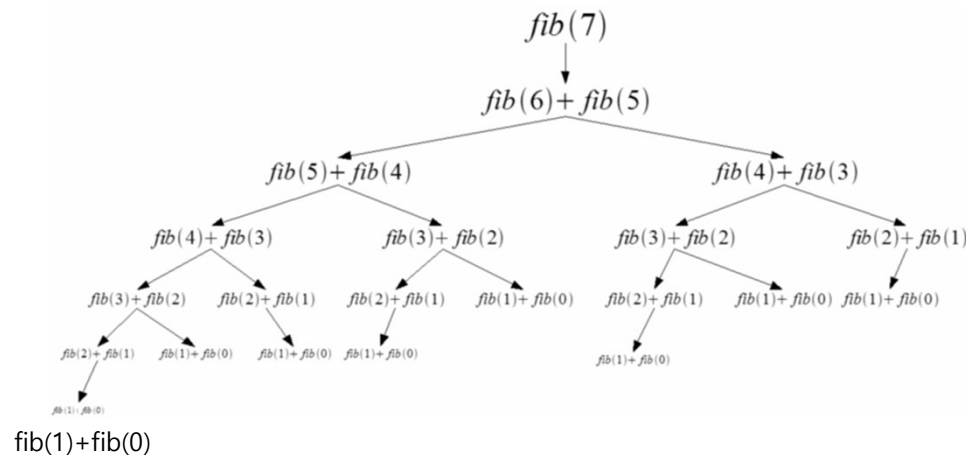 fib(7)
fib(6)+ fib(5)
fib(5)+ fib(4) fib(4)+ fib(3)
fib(4)+ fib(3) fib(3)+ fib(2) fib(3)+ fib(2) fib(2)+ fib(1)
fib(3)+ fib(2) fib(2)+ fib(1) fib(2)+ fib(1) fib(1)+ fib(0) fib(2)+ fib(1) fib(1)+ fib(0) fib(1)+ fib(0)
fib(2)+ fib(1) fib(1)+ fib(0) fib(1)+ fib(0) fib(1)+ fib(0) fib(1)+ fib(0)
fib(1)+ fib(0)
fib(1)+fib(0)